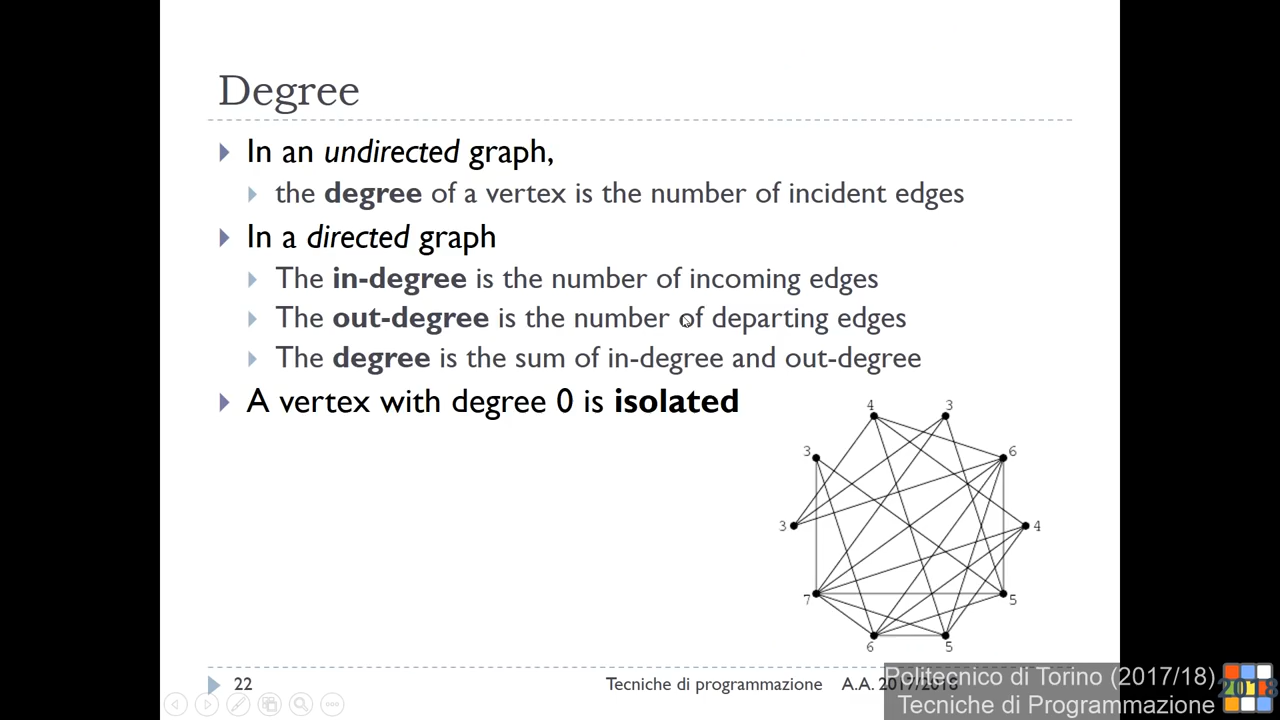 Degree
In an undirected graph,
the degree of a vertex is the number of incident edges
In a directed graph
The in-degree is the number of incoming edges
The out-degree is the number of departing edges
The degree is the sum of in-degree and out-degree
A vertex with degree 0 is isolated
4 3
3 6
3 4
7 5
6 5
22 Tecniche di programmazione A.A. 2017/2018
Politecnico di Torino (2017/18)
Tecniche di Programmazione
2018